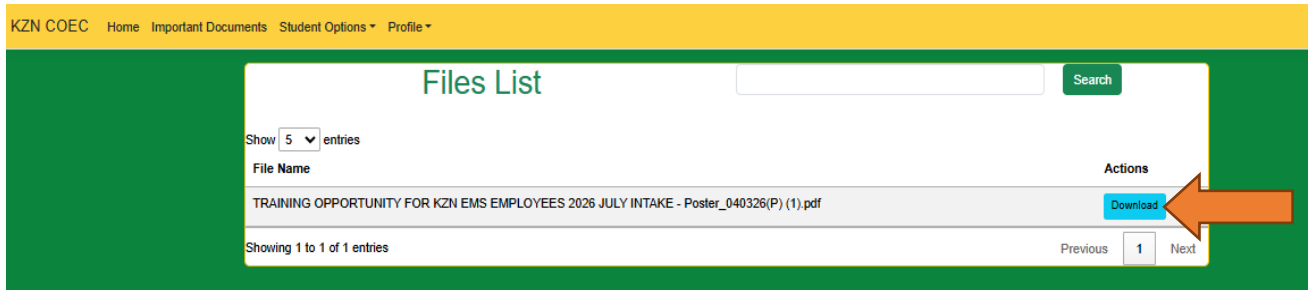 KZN COEC Home Important Documents Student Options Profile
Files List Search
Show 5 entries
File Name Actions
TRAINING OPPORTUNITY FOR KZN EMS EMPLOYEES 2026 JULY INTAKE - Poster_040326(P) (1).pdf Download
Showing 1 to 1 of 1 entries Previous 1 Next